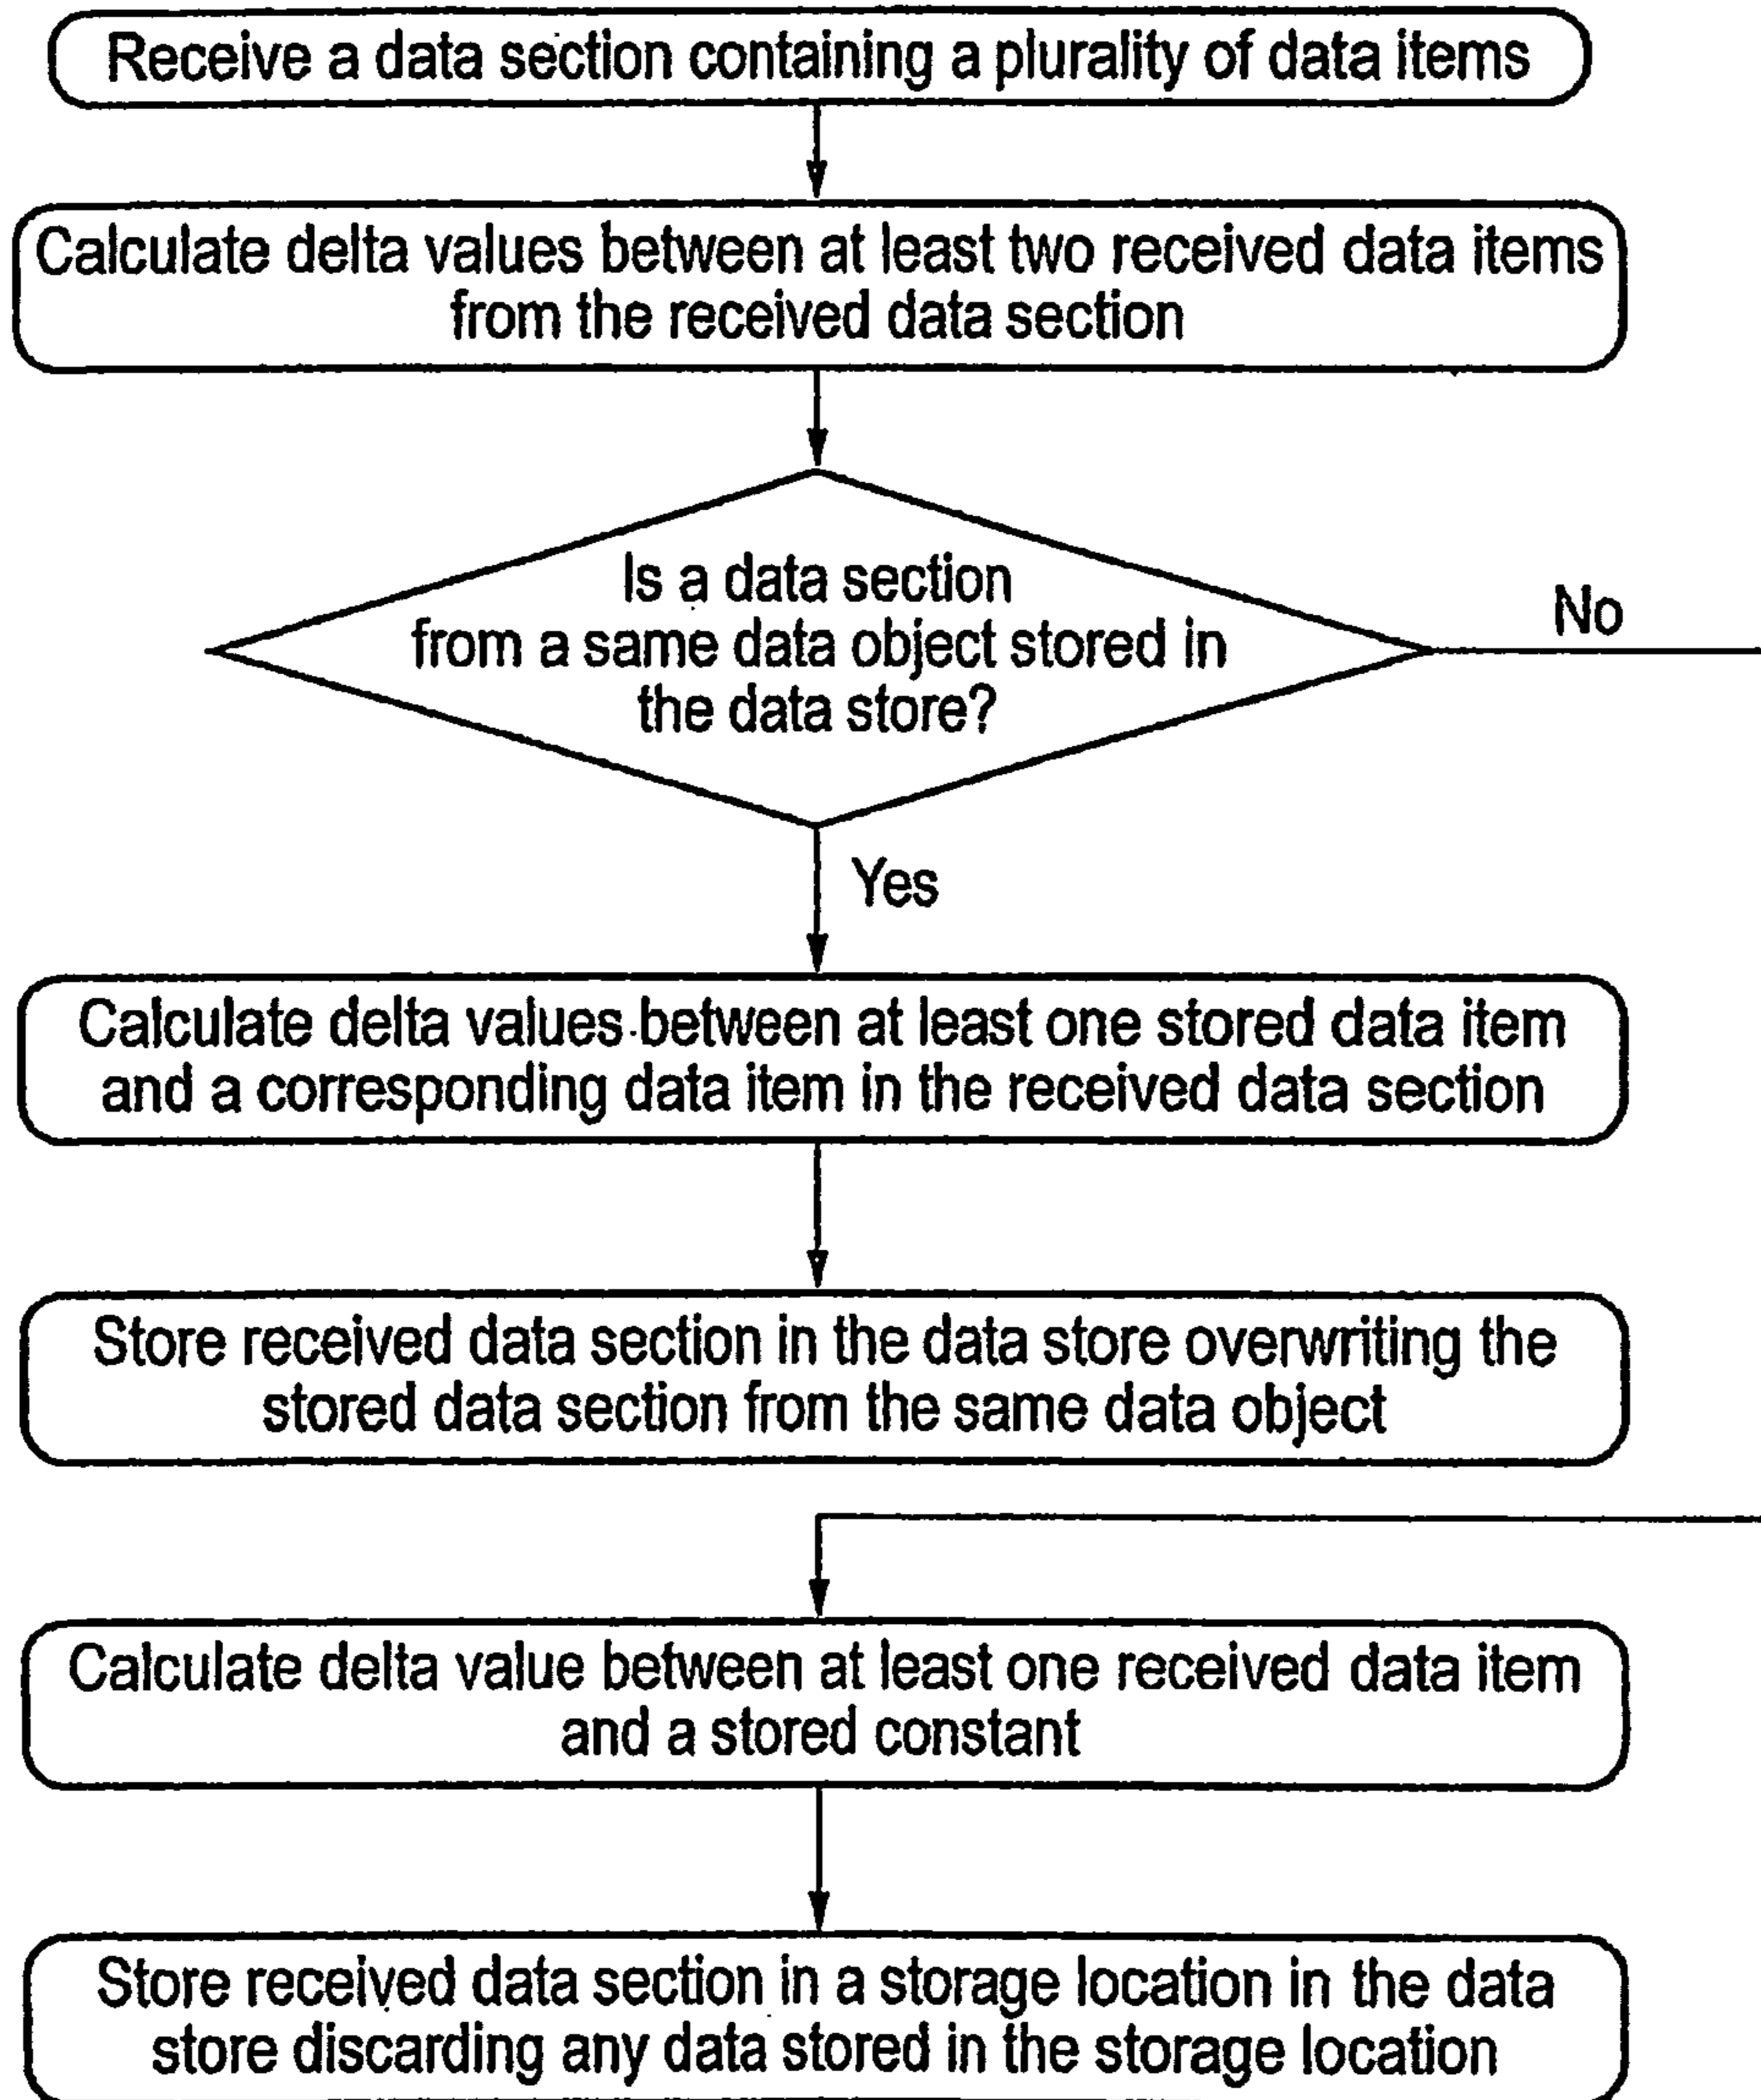 Receive a data section containing a plurality of data items
Calculate delta values between at least two received data items
from the received data section
Is a data section
from a same data object stored in
the data store?
No
Yes
Calculate delta values between at least one stored data item
and a corresponding data item in the received data section
Store received data section in the data store overwriting the
stored data section from the same data object
Calculate delta value between at least one received data item
and a stored constant
Store received data section in a storage location in the data
store discarding any data stored in the storage location